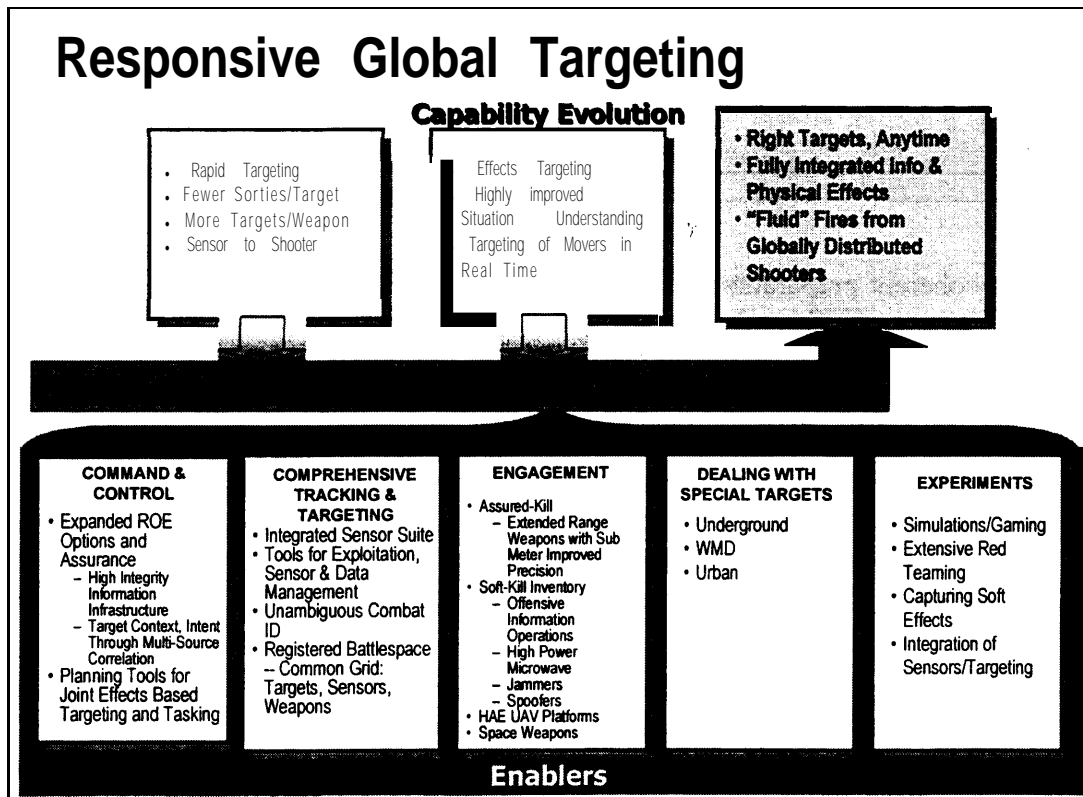 Responsive Global Targeting
Capability Evolution
• Rapid Targeting
• Fewer Sorties/Target
• More Targets/Weapon
• Sensor to Shooter
Effects Targeting
Highly improved
Situation Understanding
Targeting of Movers in
Real Time
• Right Targets, Anytime
• Fully Integrated Info &
Physical Effects
• "Fluid" Fires from
Globally Distributed
Shooters
COMMAND &
CONTROL
• Expanded ROE
Options and
Assurance
– High Integrity
Information
Infrastructure
– Target Context, Intent
Through Multi-Source
Correlation
• Planning Tools for
Joint Effects Based
Targeting and Tasking
COMPREHENSIVE
TRACKING &
TARGETING
• Integrated Sensor Suite
• Tools for Exploitation,
Sensor & Data
Management
• Unambiguous Combat
ID
• Registered Battlespace
– Common Grid:
Targets, Sensors,
Weapons
ENGAGEMENT
• Assured-Kill
– Extended Range
Weapons with Sub
Meter Improved
Precision
• Soft-Kill Inventory
– Offensive
Information
Operations
– High Power
Microwave
– Jammers
– Spoofers
• HAE UAV Platforms
• Space Weapons
DEALING WITH
SPECIAL TARGETS
• Underground
• WMD
• Urban
EXPERIMENTS
• Simulations/Gaming
• Extensive Red
Teaming
• Capturing Soft
Effects
• Integration of
Sensors/Targeting
Enablers